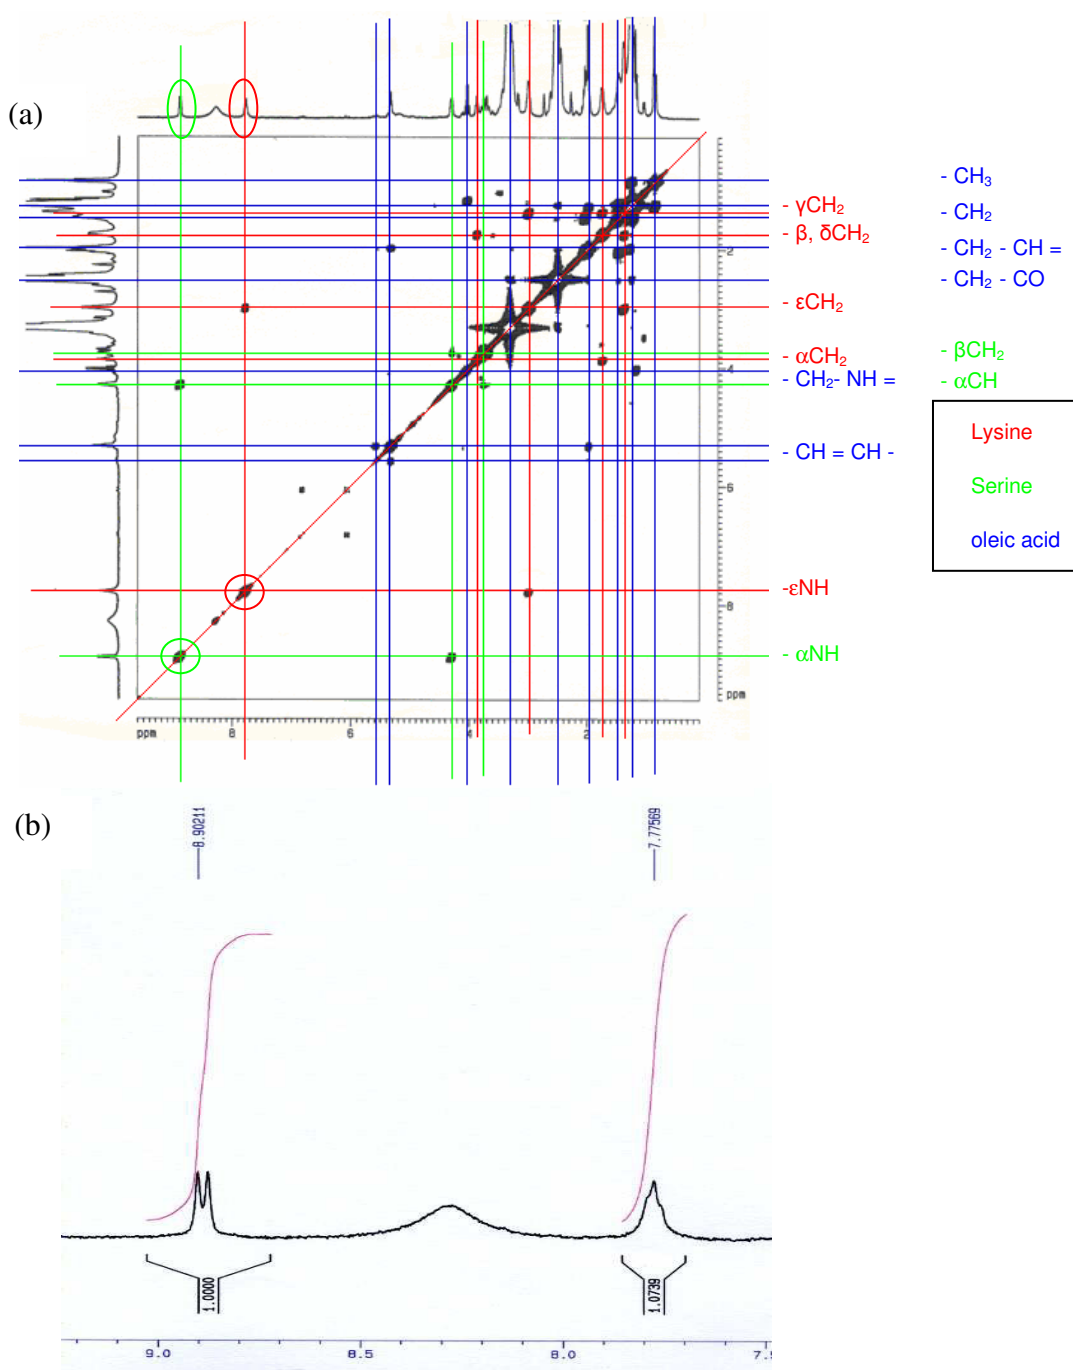 (a)
- CH₃
- γCH₂
- CH₂
- β, δCH₂
- CH₂ - CH =
- CH₂ - CO
- εCH₂
- βCH₂
- αCH₂
- CH₂- NH =
- αCH
Lysine
- CH = CH -
Serine
oleic acid
-εNH
- αNH
2
4
6
8
ppm
ppm 8 6 4 2
(b)
8.90211
7.77569
1.0000
1.0739
9.0 8.5 8.0 7.5